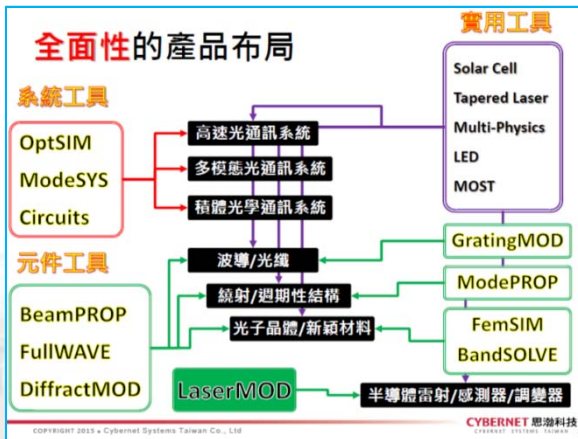 全面性的產品布局
實用工具
Solar Cell
Tapered Laser
Multi-Physics
LED
MOST
系統工具
OptSIM
ModeSYS
Circuits
高速光通訊系統
多模態光通訊系統
積體光學通訊系統
波導/光纖
繞射/週期性結構
光子晶體/新穎材料
GratingMOD
ModePROP
FemSIM
BandSOLVE
元件工具
BeamPROP
FullWAVE
DiffractMOD
LaserMOD
半導體雷射/感測器/調變器
COPYRIGHT 2015 • Cybernet Systems Taiwan Co., Ltd
CYBERNET 思渤科技
CYBERNET SYSTEMS TAIWAN